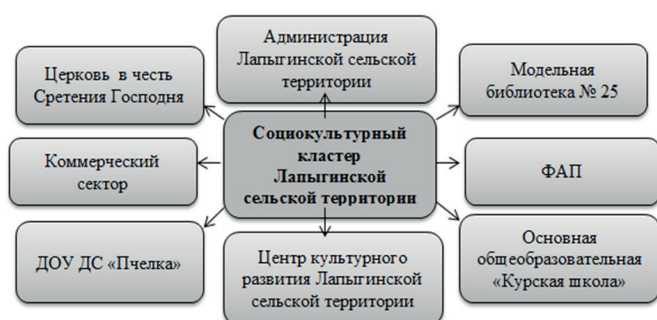 Администрация
Лапыгинской сельской
территории
Церковь в честь
Сретения Господня
Модельная
библиотека № 25
Социокультурный
кластер
Лапыгинской
сельской территории
Коммерческий
сектор
ФАП
ДОУ ДС «Пчелка»
Центр культурного
развития Лапыгинской
сельской территории
Основная
общеобразовательная
«Курская школа»